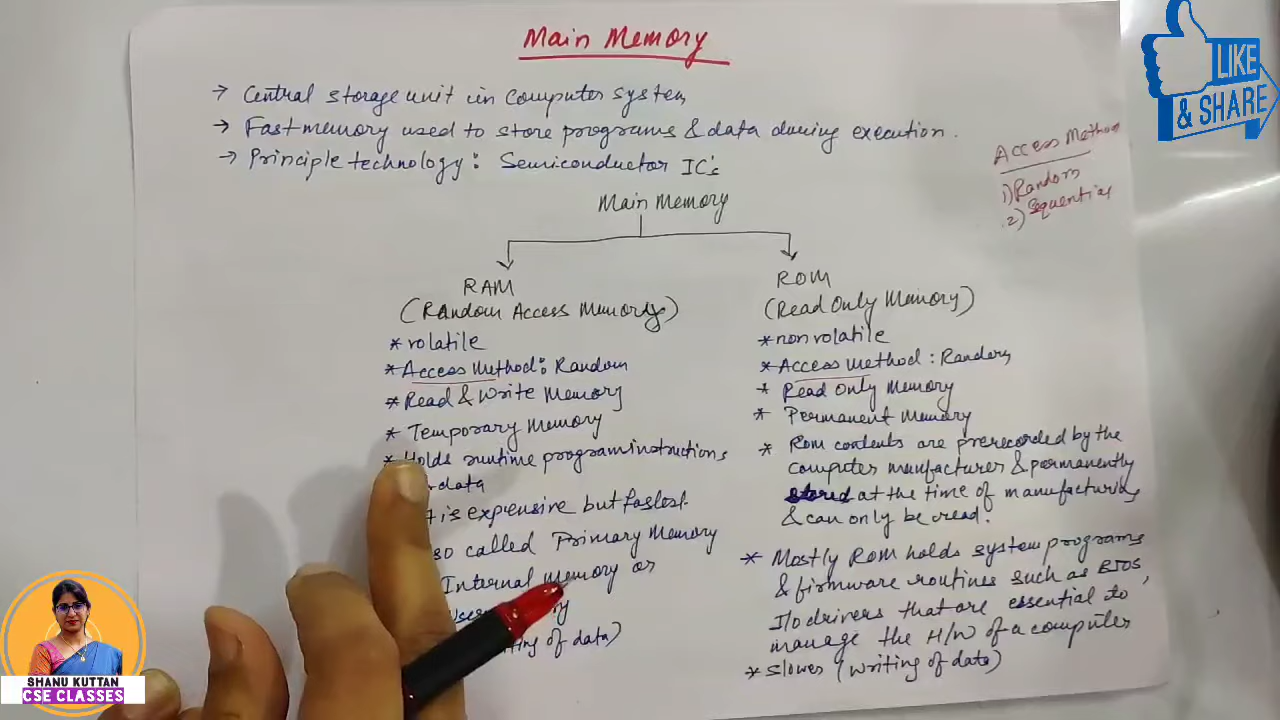 Main Memory
→ Central storage unit in computer system
→ Fast memory used to store programs & data during execution.
→ Principle technology: Semiconductor IC's
Main Memory
RAM
(Random Access Memory)
* volatile
* Access Method: Random
* Read & Write Memory
* Temporary Memory
* Holds runtime program instructions
data
is expensive but fastest.
so called Primary Memory
Internal Memory or
User
ting of data)
ROM
(Read Only Memory)
* non volatile
* Access method: Random
* Read Only Memory
* Permanent Memory
* Rom contents are prerecorded by the
computer manufacturer & permanently
stored at the time of manufacturing
& can only be read.
* Mostly ROM holds system programs
& firmware routines such as BIOS,
I/O drivers that are essential to
manage the H/W of a computer
* Slower (writing of data)
Access Method
1) Random
2) Sequential
LIKE
& SHARE
SHANU KUTTAN
CSE CLASSES